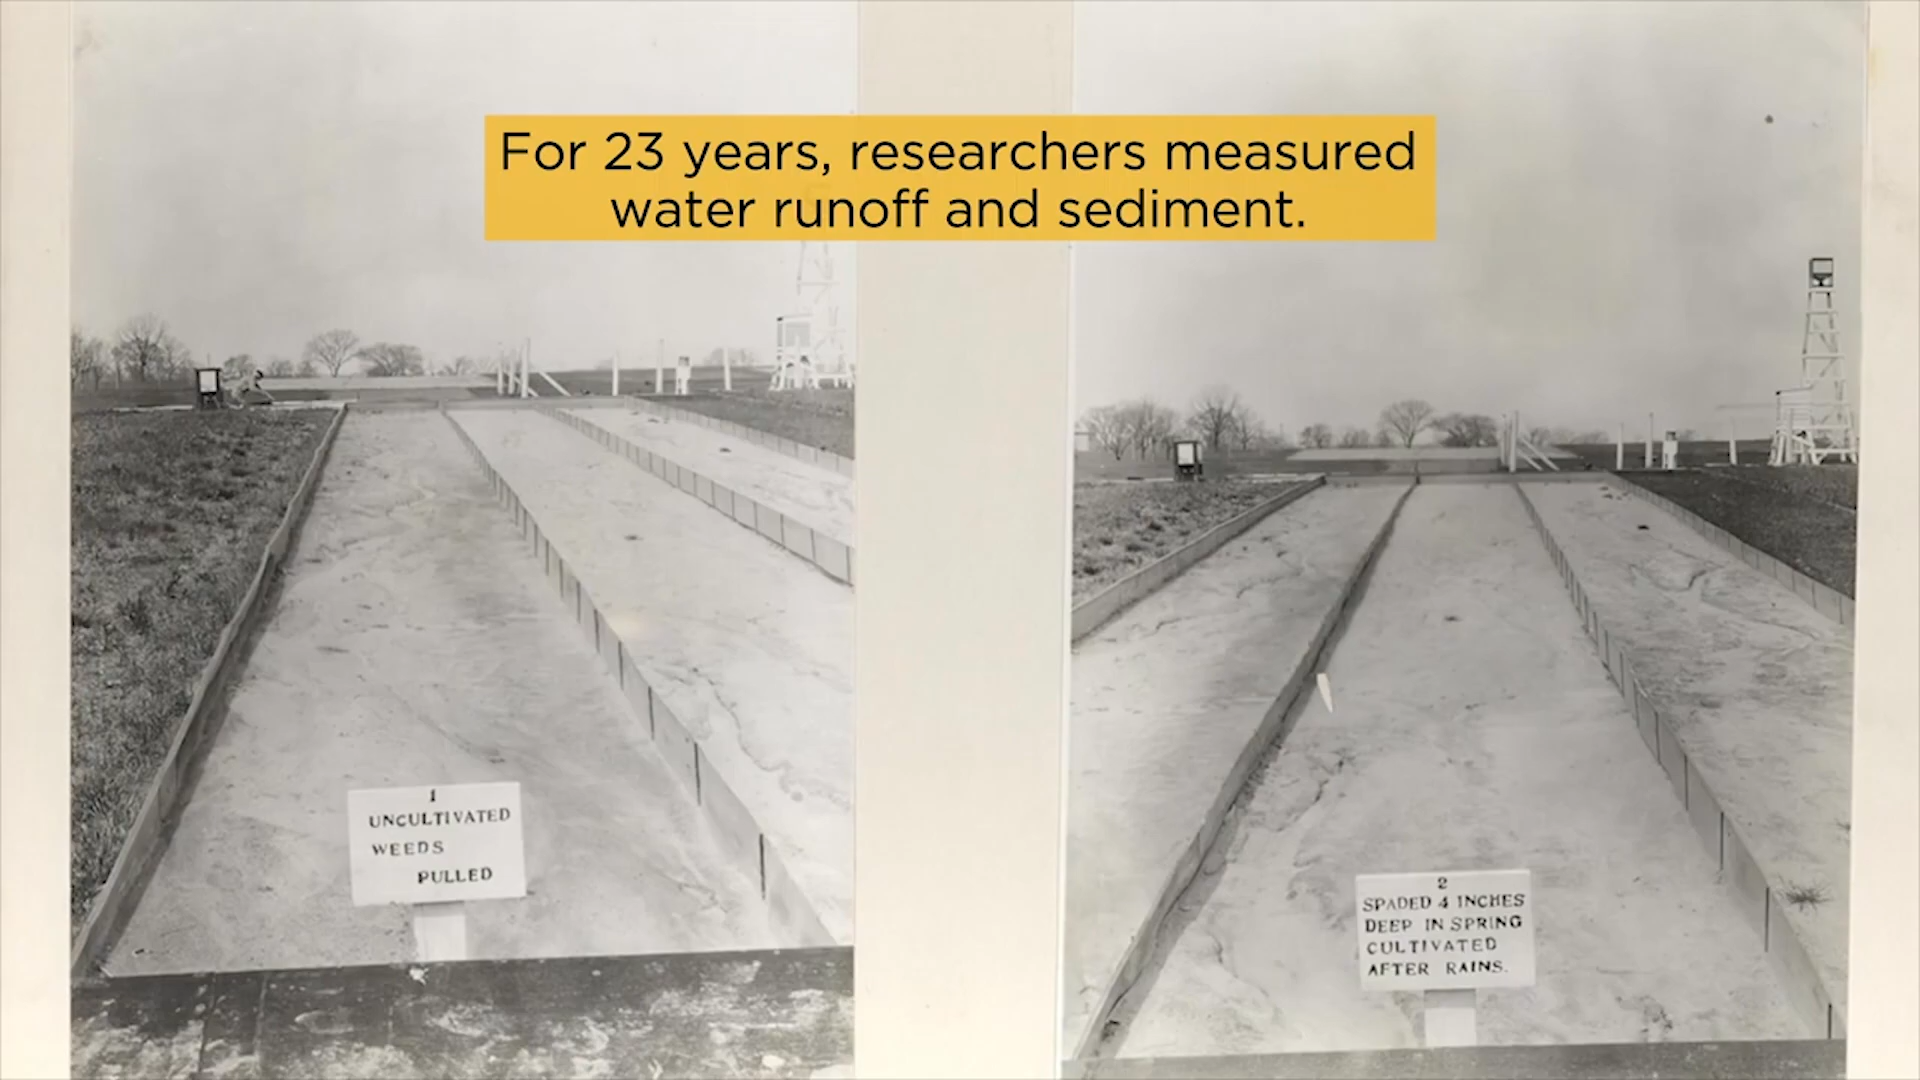 For 23 years, researchers measured
water runoff and sediment.
1
UNCULTIVATED
WEEDS
PULLED
2
SPADED 4 INCHES
DEEP IN SPRING
CULTIVATED
AFTER RAINS.